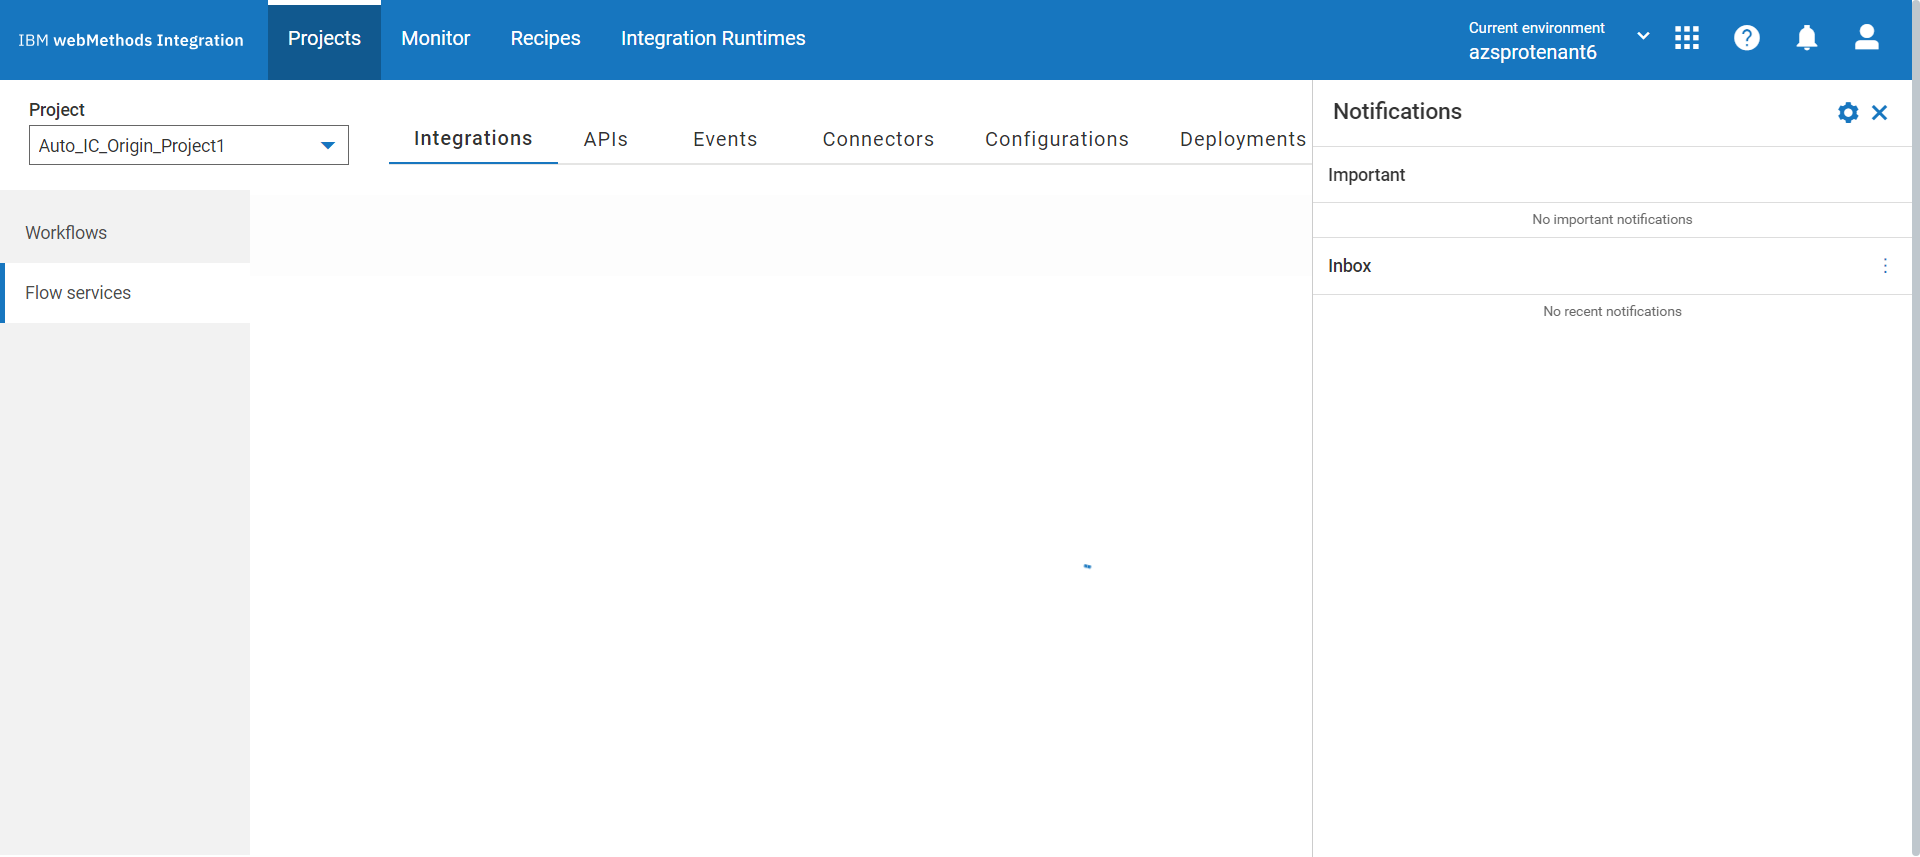 IBM webMethods Integration
Projects
Monitor
Recipes
Integration Runtimes
Current environment
azsprotenant6
Project
Auto_IC_Origin_Project1
Integrations
APIs
Events
Connectors
Configurations
Deployments
Notifications
Important
No important notifications
Inbox
No recent notifications
Workflows
Flow services